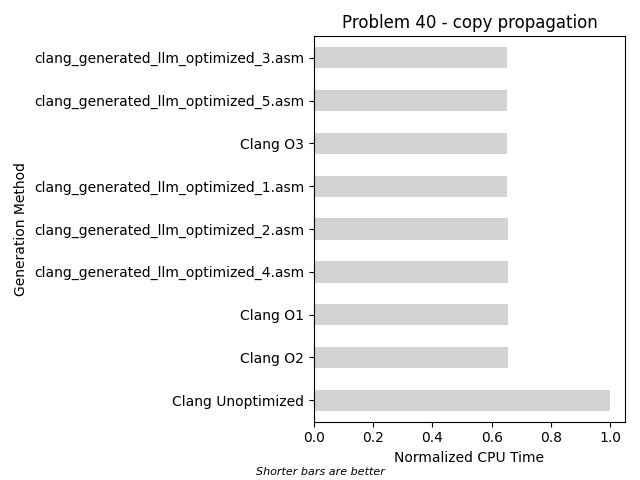 Problem 40 - copy propagation
clang_generated_llm_optimized_3.asm
clang_generated_llm_optimized_5.asm
Clang O3
clang_generated_llm_optimized_1.asm
clang_generated_llm_optimized_2.asm
clang_generated_llm_optimized_4.asm
Clang O1
Clang O2
Clang Unoptimized
Generation Method
0.0 0.2 0.4 0.6 0.8 1.0
Normalized CPU Time
Shorter bars are better